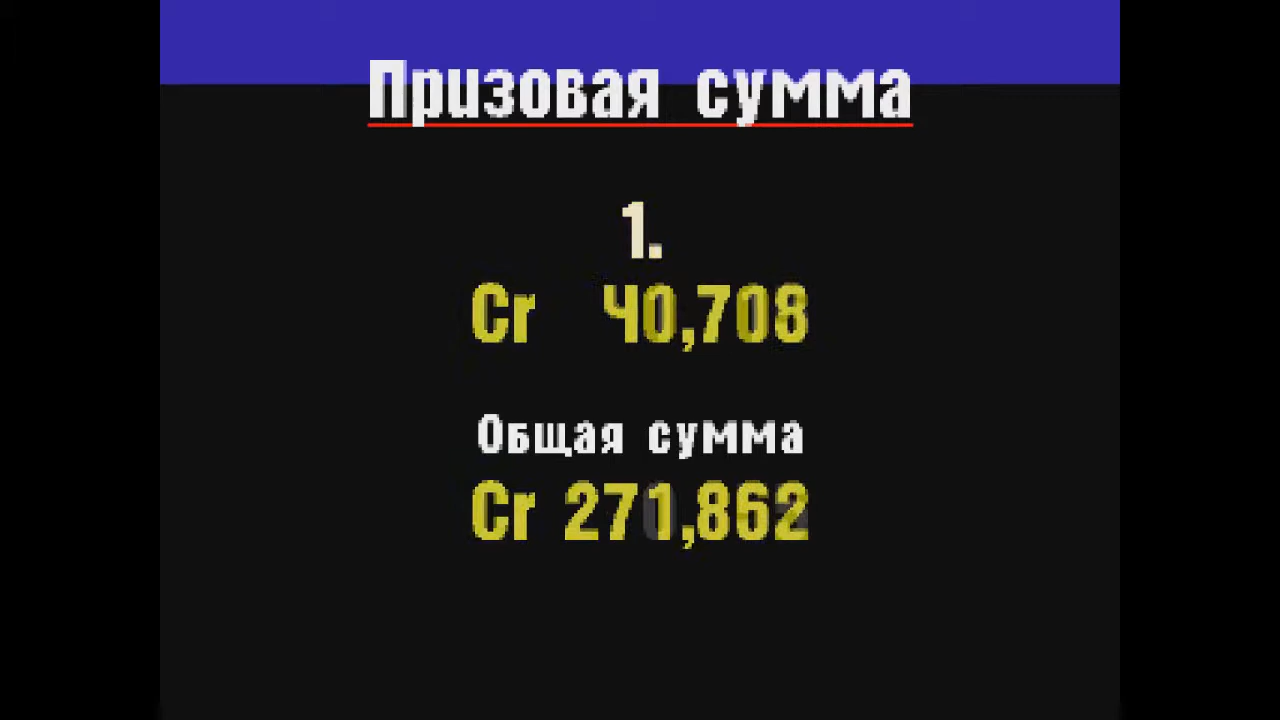 Призовая сумма
1.
Cr 40,708
Общая сумма
Cr 271,862